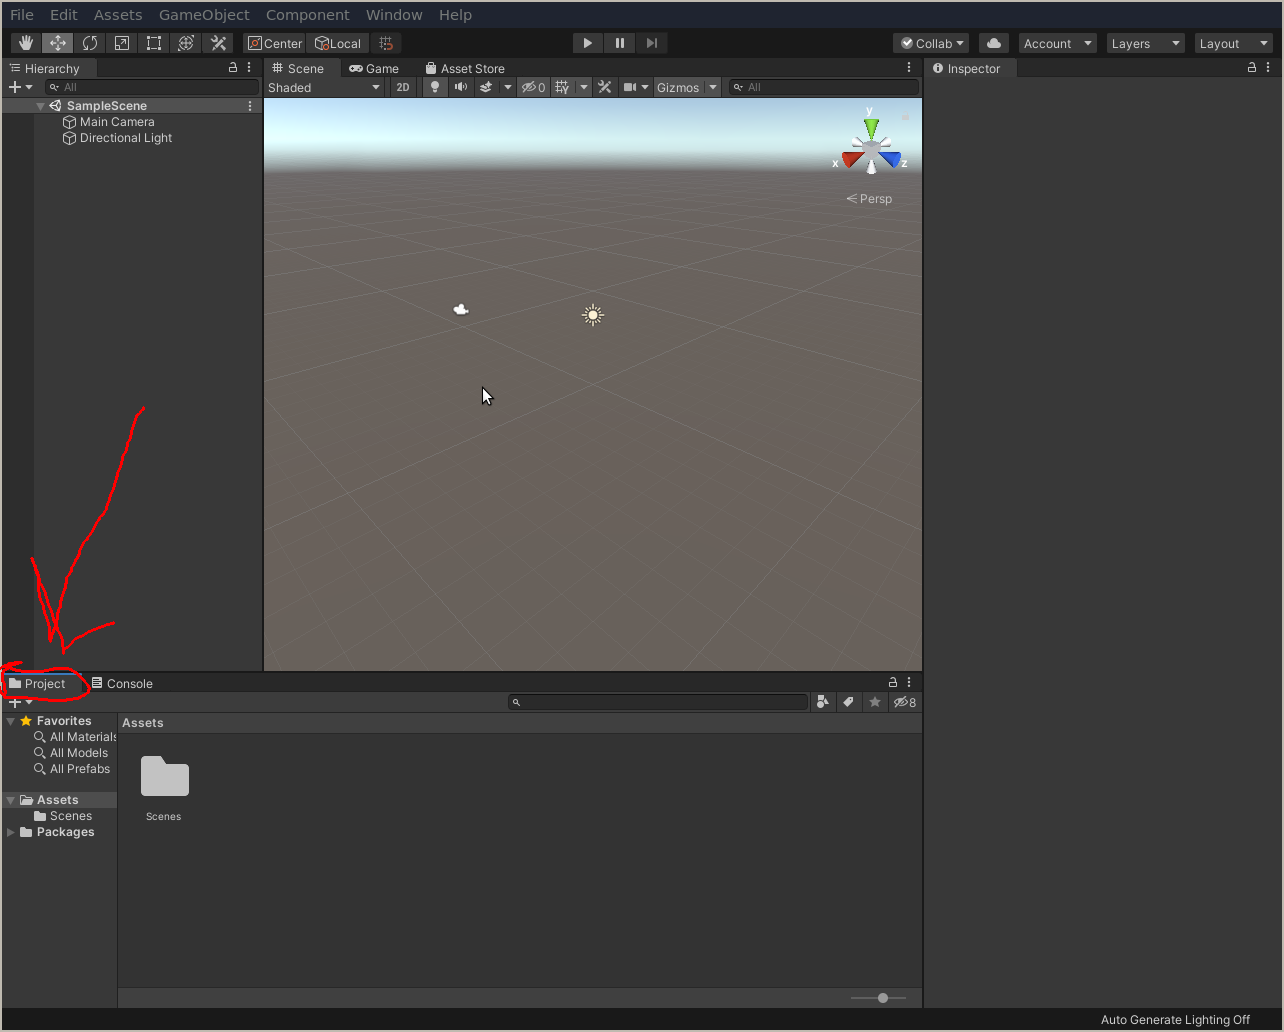 File Edit Assets GameObject Component Window Help
Center Local Collab Account Layers Layout
Hierarchy Scene Game Asset Store Inspector
All Shaded 2D 0 Gizmos All
SampleScene
Main Camera
Directional Light
y
x z
Persp
Project Console
8
Favorites Assets
All Materials
All Models
All Prefabs
Assets
Scenes Scenes
Packages
Auto Generate Lighting Off